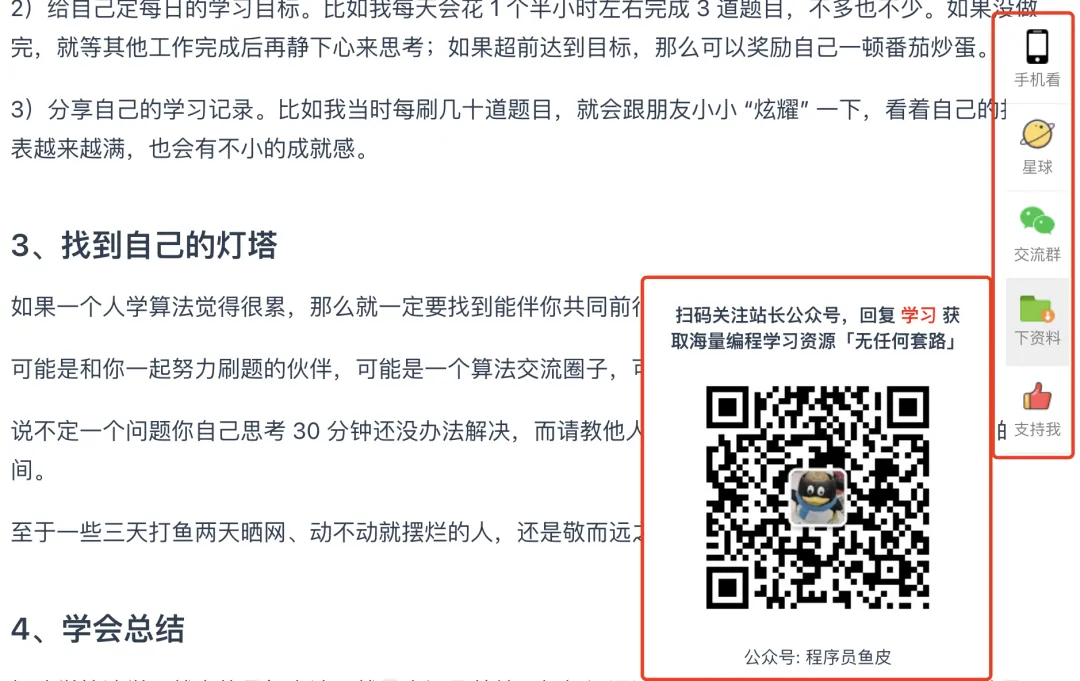 2）给自己定每日的学习目标。比如我每天会花 1 个半小时左右完成 3 道题目，不多也不少。如果没做
完，就等其他工作完成后再静下心来思考；如果超前达到目标，那么可以奖励自己一顿番茄炒蛋。
3）分享自己的学习记录。比如我当时每刷几十道题目，就会跟朋友小小 “炫耀” 一下，看着自己的
表越来越满，也会有不小的成就感。
3、找到自己的灯塔
如果一个人学算法觉得很累，那么就一定要找到能伴你共同前
可能是和你一起努力刷题的伙伴，可能是一个算法交流圈子，
说不定一个问题你自己思考 30 分钟还没办法解决，而请教他人
的
间。
至于一些三天打鱼两天晒网、动不动就摆烂的人，还是敬而远
4、学会总结
扫码关注站长公众号，回复 学习 获
取海量编程学习资源「无任何套路」
公众号: 程序员鱼皮
手机看
星球
交流群
下资料
支持我